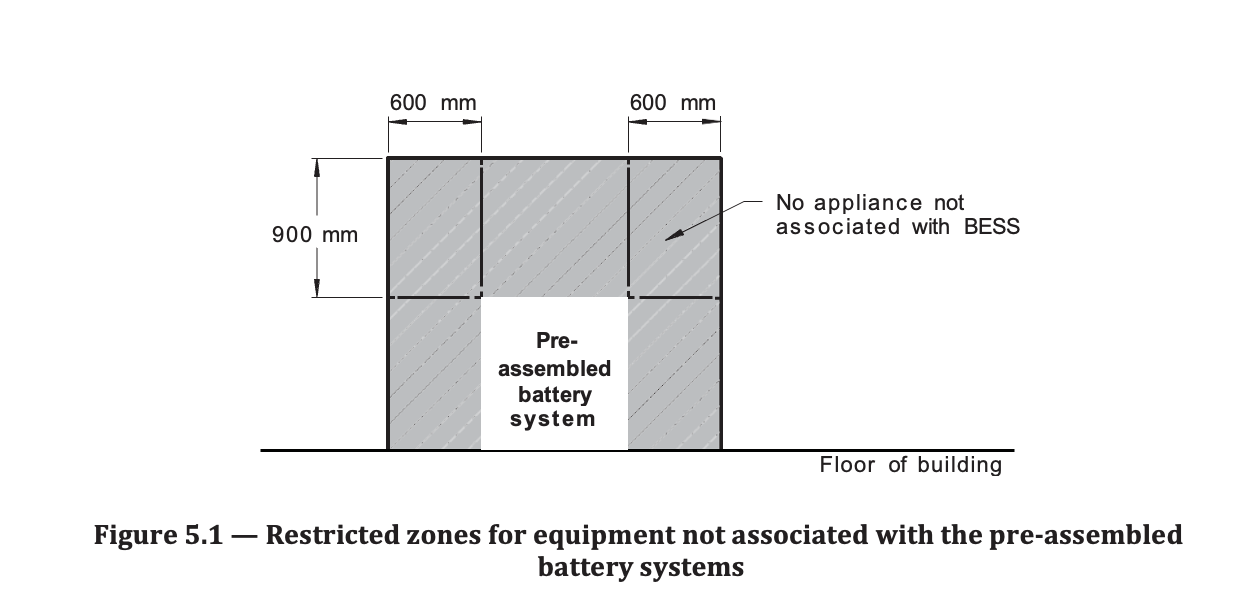 600 mm
600 mm
No appliance not
associated with BESS
900 mm
Pre-
assembled
battery
system
Floor of building
Figure 5.1 — Restricted zones for equipment not associated with the pre-assembled
battery systems